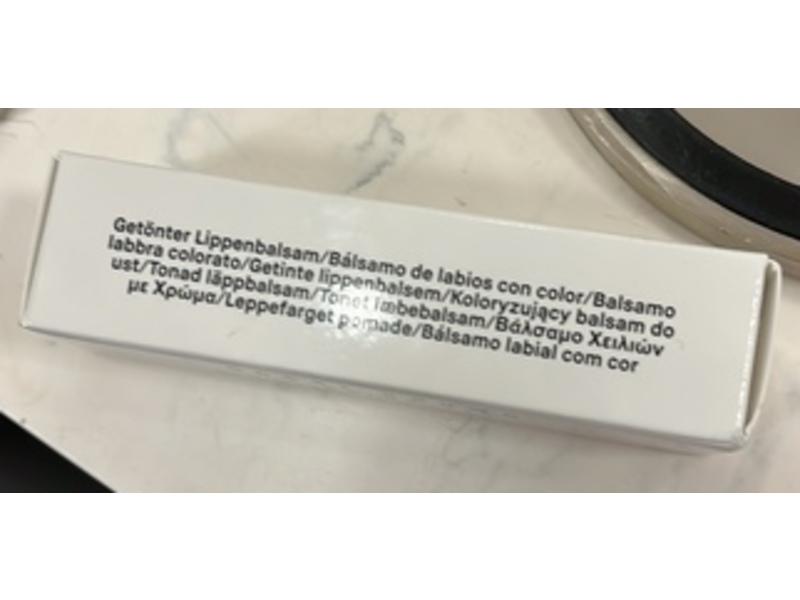 Getönter Lippenbalsam/Bálsamo de labios con color/Balsamo
labbra colorato/Getinte lippenbalsem/Koloryzujący balsam do
ust/Tonad läppbalsam/Tonet læbebalsam/Βάλσαμο Χειλιών
με Χρώμα/Leppefarget pomade/Bálsamo labial com cor